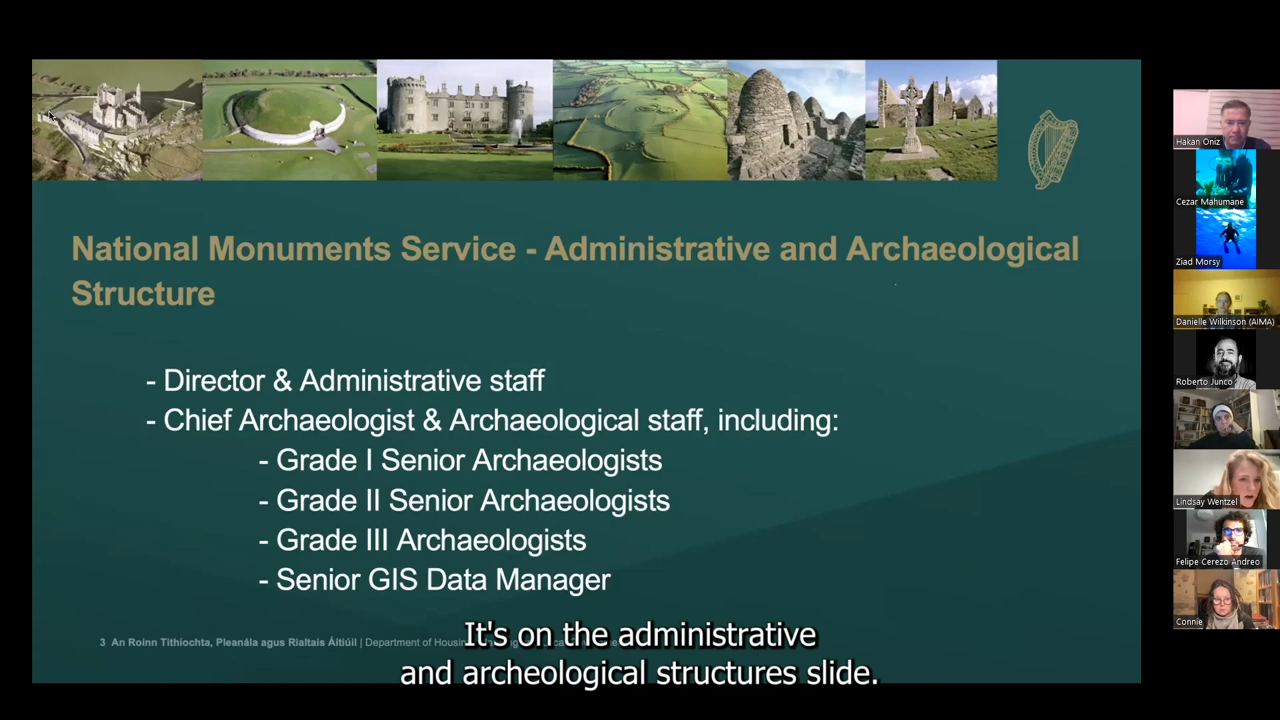 National Monuments Service - Administrative and Archaeological
Structure
- Director & Administrative staff
- Chief Archaeologist & Archaeological staff, including:
- Grade I Senior Archaeologists
- Grade II Senior Archaeologists
- Grade III Archaeologists
- Senior GIS Data Manager
3 An Roinn Tithíochta, Pleanála agus Rialtais Áitiúil | Department of
It's on the administrative
and archeological structures slide.
Hakan Oniz
Cezar Mahumane
Ziad Morsy
Danielle Wilkinson (AIMA)
Roberto Junco
Lindsay Wentzel
Felipe Cerezo Andreo
Connie